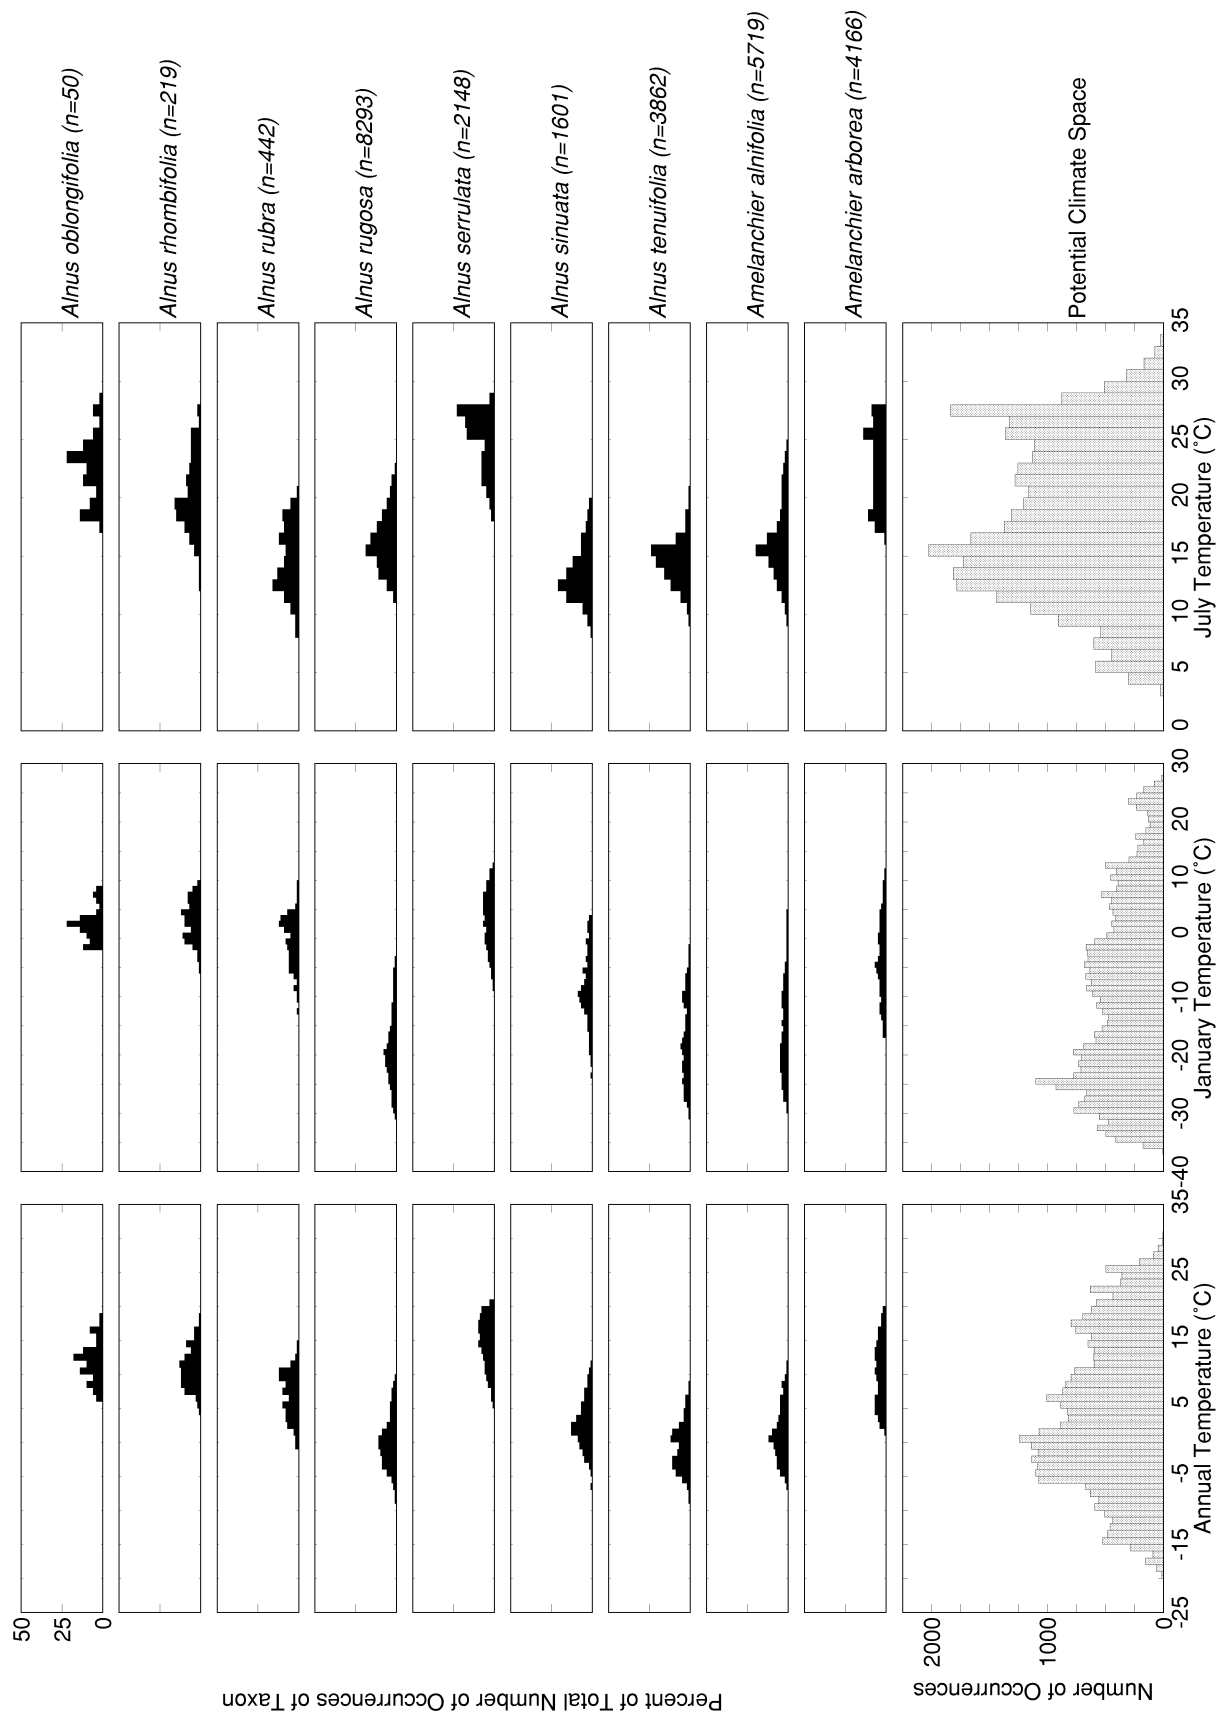 Percent of Total Number of Occurrences of Taxon
50
25
0
Alnus oblongifolia (n=50)
Alnus rhombifolia (n=219)
Alnus rubra (n=442)
Alnus rugosa (n=8293)
Alnus serrulata (n=2148)
Alnus sinuata (n=1601)
Alnus tenuifolia (n=3862)
Amelanchier alnifolia (n=5719)
Amelanchier arborea (n=4166)
Potential Climate Space
Number of Occurrences
2000
1000
0
-25 -15 -5 5 15 25 35
Annual Temperature (˚C)
-40 -30 -20 -10 0 10 20 30
January Temperature (˚C)
0 5 10 15 20 25 30 35
July Temperature (˚C)